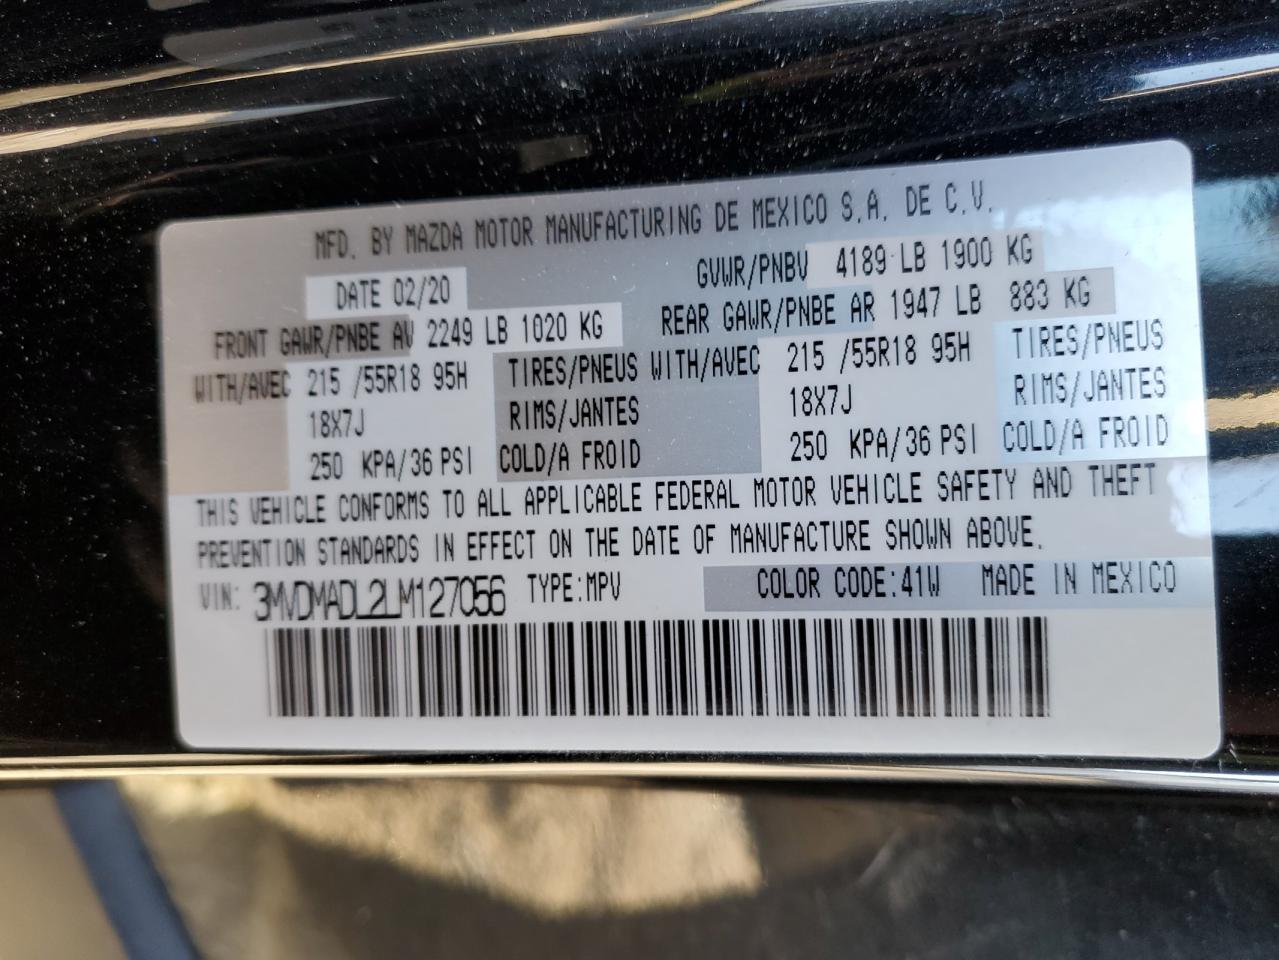 MFD. BY MAZDA MOTOR MANUFACTURING DE MEXICO S.A. DE C.V.
DATE 02/20 GVWR/PNBV 4189 LB 1900 KG
FRONT GAWR/PNBE AV 2249 LB 1020 KG REAR GAWR/PNBE AR 1947 LB 883 KG
WITH/AVEC 215 /55R18 95H TIRES/PNEUS WITH/AVEC 215 /55R18 95H TIRES/PNEUS
18X7J RIMS/JANTES 18X7J RIMS/JANTES
250 KPA/36 PSI COLD/A FROID 250 KPA/36 PSI COLD/A FROID
THIS VEHICLE CONFORMS TO ALL APPLICABLE FEDERAL MOTOR VEHICLE SAFETY AND THEFT
PREVENTION STANDARDS IN EFFECT ON THE DATE OF MANUFACTURE SHOWN ABOVE.
VIN: 3MVDMADL2LM127056 TYPE:MPV COLOR CODE:41W MADE IN MEXICO